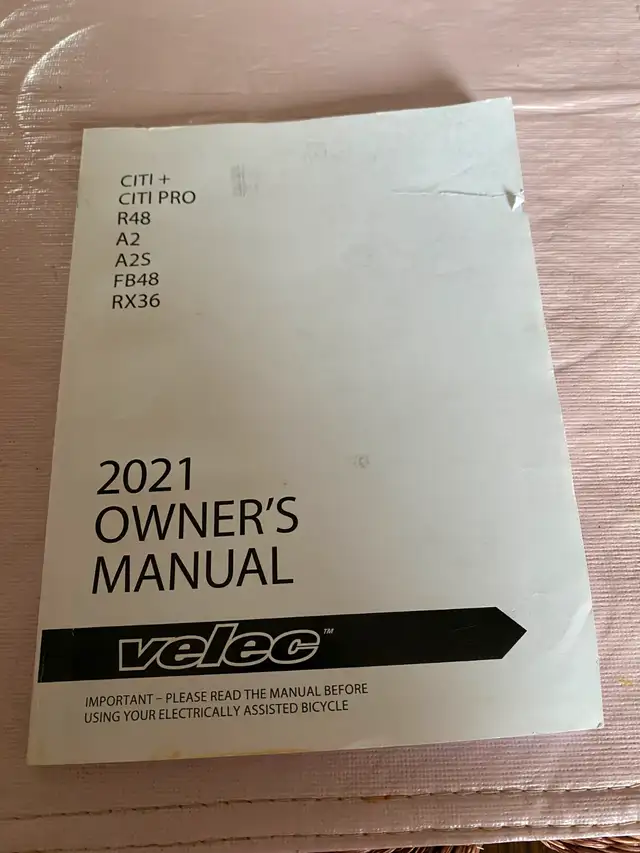 CITI +
CITI PRO
R48
A2
A2S
FB48
RX36
2021
OWNER'S
MANUAL
velec™
IMPORTANT – PLEASE READ THE MANUAL BEFORE
USING YOUR ELECTRICALLY ASSISTED BICYCLE